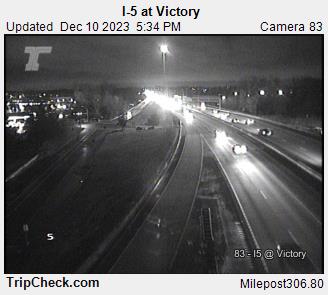 I-5 at Victory
Updated  Dec 10 2023  5:34 PM
Camera 83
T
S
83 - I5 @ Victory
TripCheck.com
Milepost306.80